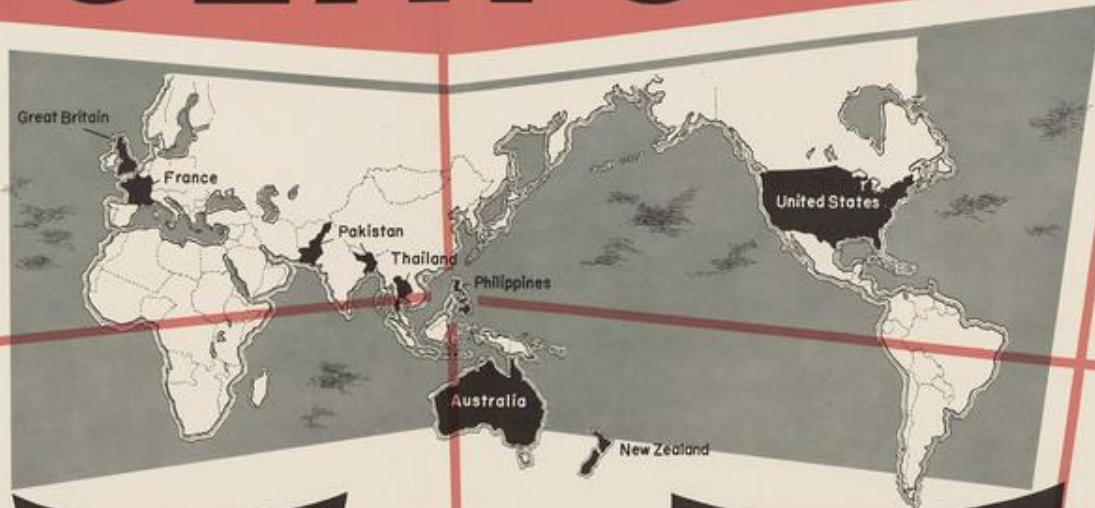 Great Britain
France
Pakistan
Thailand
Philippines
United States
Australia
New Zealand